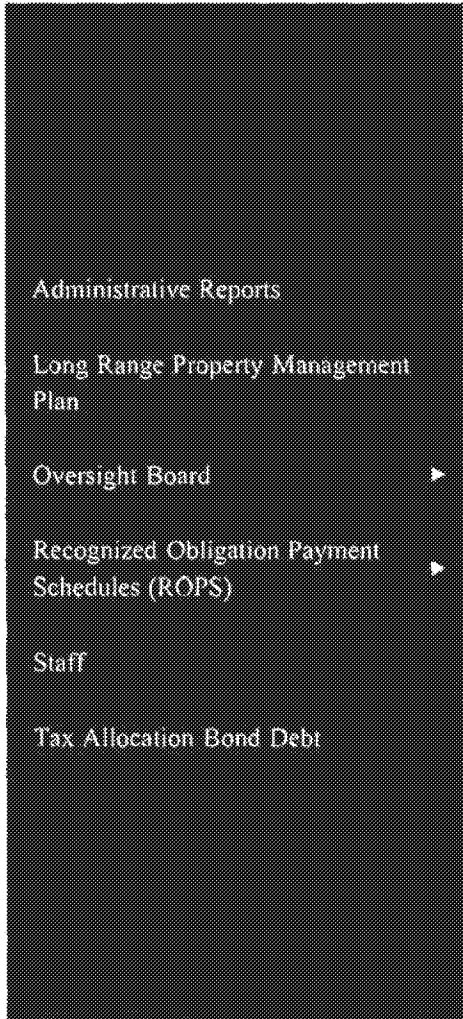 Administrative Reports
Long Range Property Management
Plan
Oversight Board
Recognized Obligation Payment
Schedules (ROPS)
Staff
Tax Allocation Bond Debt